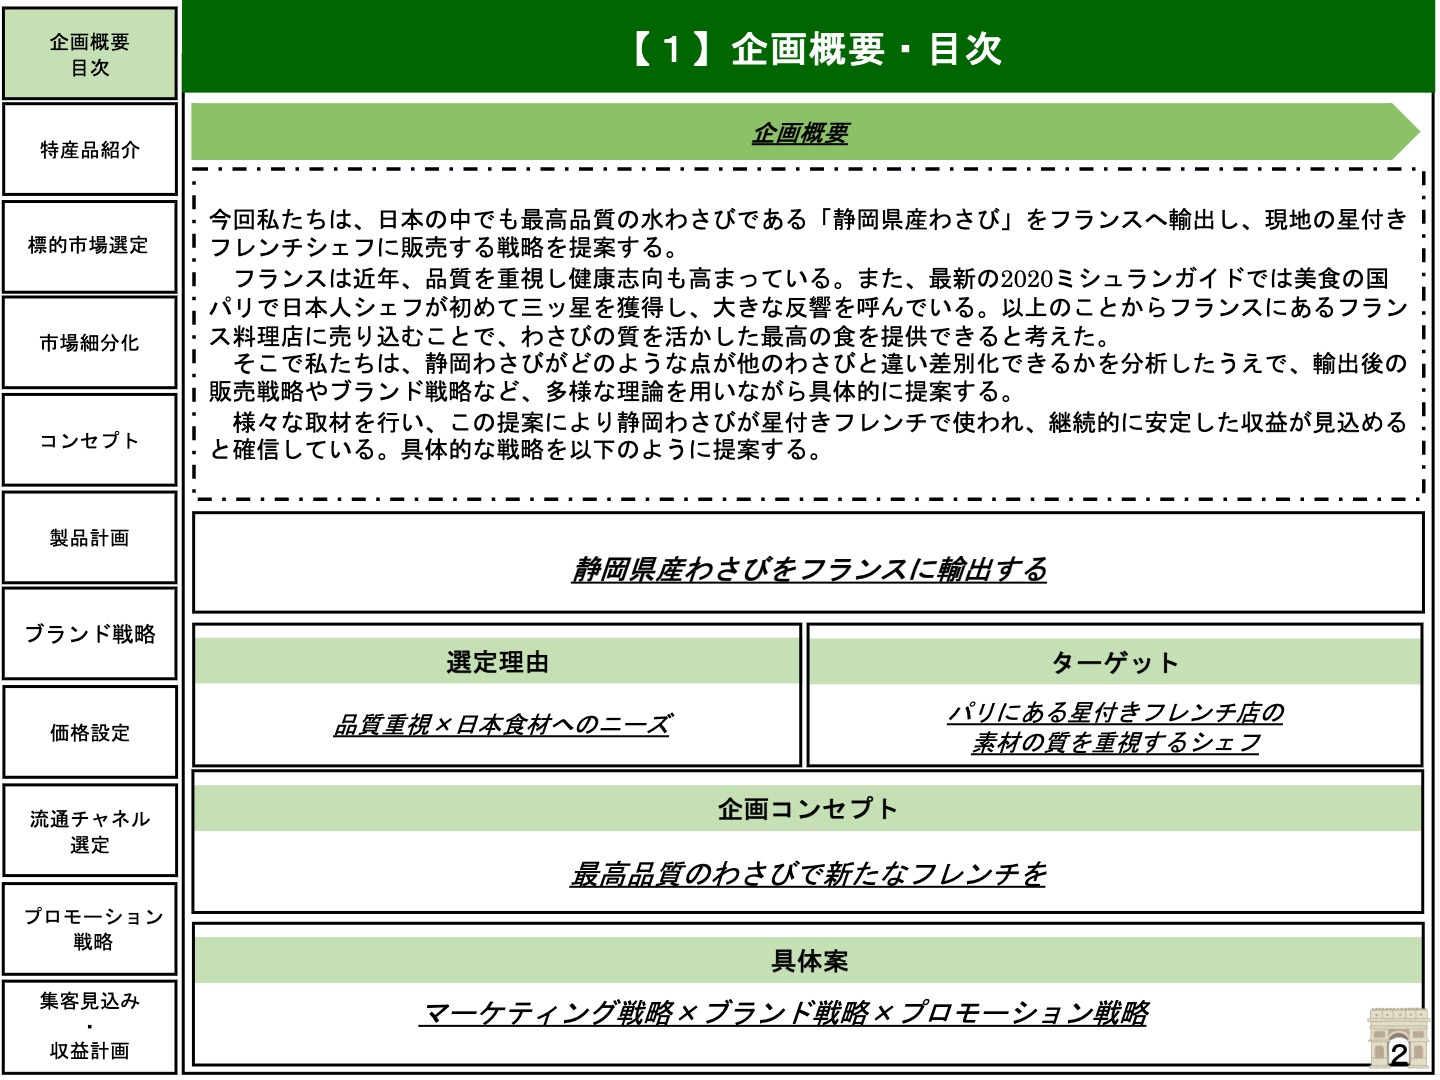 企画概要
目次
特産品紹介
標的市場選定
市場細分化
コンセプト
製品計画
ブランド戦略
価格設定
流通チャネル
選定
プロモーション
戦略
集客見込み
・
収益計画
【１】企画概要・目次
企画概要
今回私たちは、日本の中でも最高品質の水わさびである「静岡県産わさび」をフランスへ輸出し、現地の星付き
フレンチシェフに販売する戦略を提案する。
　フランスは近年、品質を重視し健康志向も高まっている。また、最新の2020ミシュランガイドでは美食の国
パリで日本人シェフが初めて三ッ星を獲得し、大きな反響を呼んでいる。以上のことからフランスにあるフラン
ス料理店に売り込むことで、わさびの質を活かした最高の食を提供できると考えた。
　そこで私たちは、静岡わさびがどのような点が他のわさびと違い差別化できるかを分析したうえで、輸出後の
販売戦略やブランド戦略など、多様な理論を用いながら具体的に提案する。
　様々な取材を行い、この提案により静岡わさびが星付きフレンチで使われ、継続的に安定した収益が見込める
と確信している。具体的な戦略を以下のように提案する。
静岡県産わさびをフランスに輸出する
選定理由
品質重視×日本食材へのニーズ
ターゲット
パリにある星付きフレンチ店の
素材の質を重視するシェフ
企画コンセプト
最高品質のわさびで新たなフレンチを
具体案
マーケティング戦略×ブランド戦略×プロモーション戦略
2